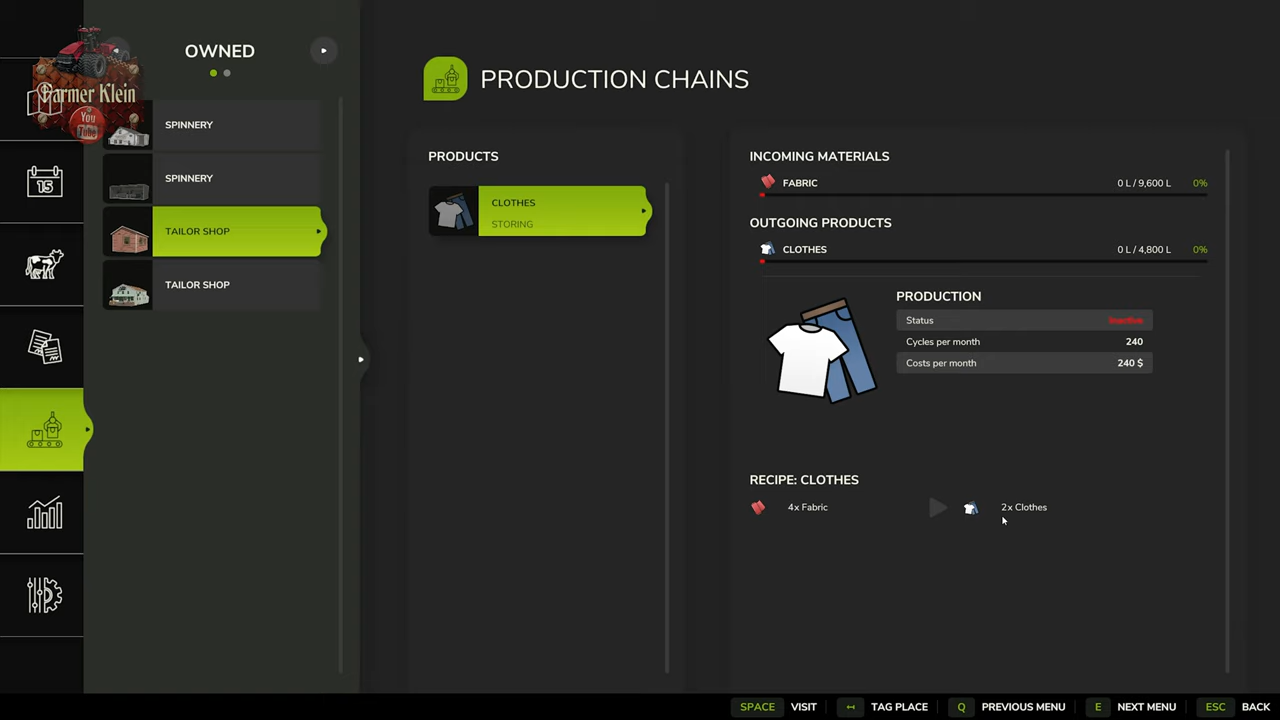 Farmer Klein
You
Tube
OWNED
15
SPINNERY
SPINNERY
TAILOR SHOP
TAILOR SHOP
PRODUCTION CHAINS
PRODUCTS
CLOTHES
STORING
INCOMING MATERIALS
FABRIC 0 L / 9,600 L 0%
OUTGOING PRODUCTS
CLOTHES 0 L / 4,800 L 0%
PRODUCTION
Status Inactive
Cycles per month 240
Costs per month 240 $
RECIPE: CLOTHES
4x Fabric 2x Clothes
SPACE VISIT TAG PLACE Q PREVIOUS MENU E NEXT MENU ESC BACK